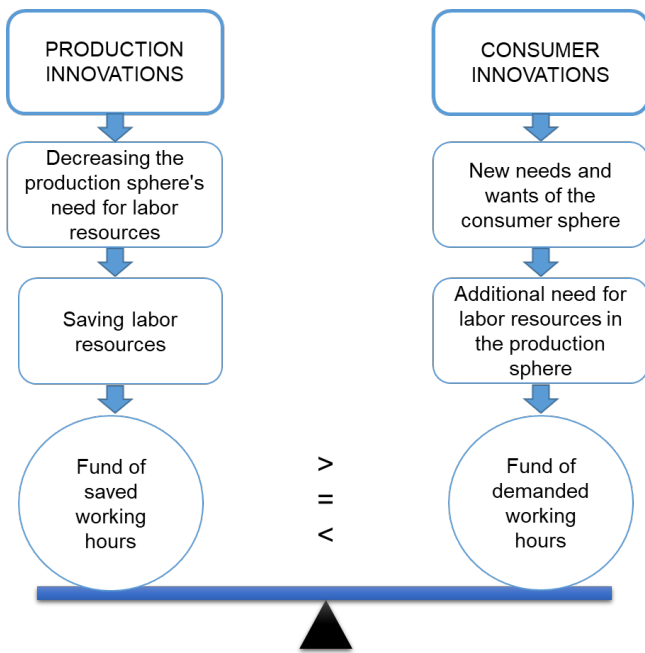 PRODUCTION
INNOVATIONS
Decreasing the
production sphere's
need for labor
resources
Saving labor
resources
Fund of
saved
working
hours
>
=
<
CONSUMER
INNOVATIONS
New needs and
wants of the
consumer sphere
Additional need for
labor resources in
the production
sphere
Fund of
demanded
working
hours